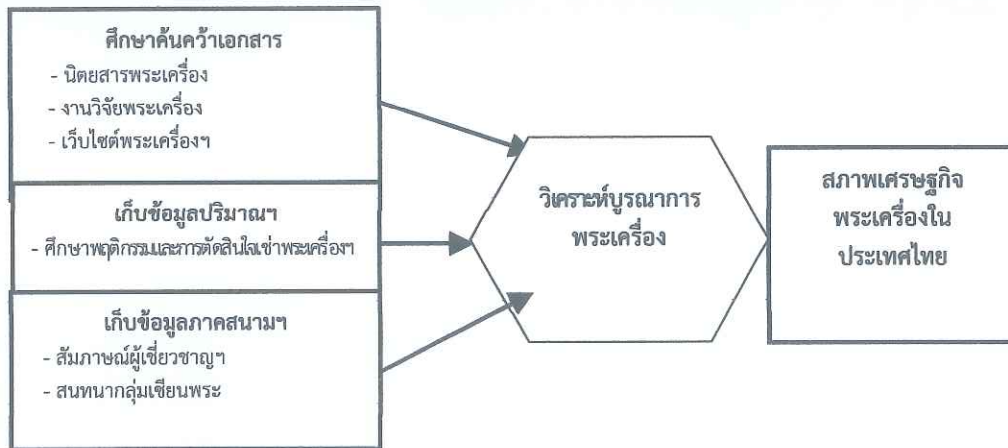 ศึกษาค้นคว้าเอกสาร
- นิตยสารพระเครื่อง
- งานวิจัยพระเครื่อง
- เว็บไซต์พระเครื่องฯ
เก็บข้อมูลปริมาณฯ
- ศึกษาพฤติกรรมและการตัดสินใจเช่าพระเครื่องฯ
เก็บข้อมูลภาคสนามฯ
- สัมภาษณ์ผู้เชี่ยวชาญฯ
- สนทนากลุ่มเซียนพระ
วิเคราะห์บูรณาการ
พระเครื่อง
สภาพเศรษฐกิจ
พระเครื่องใน
ประเทศไทย